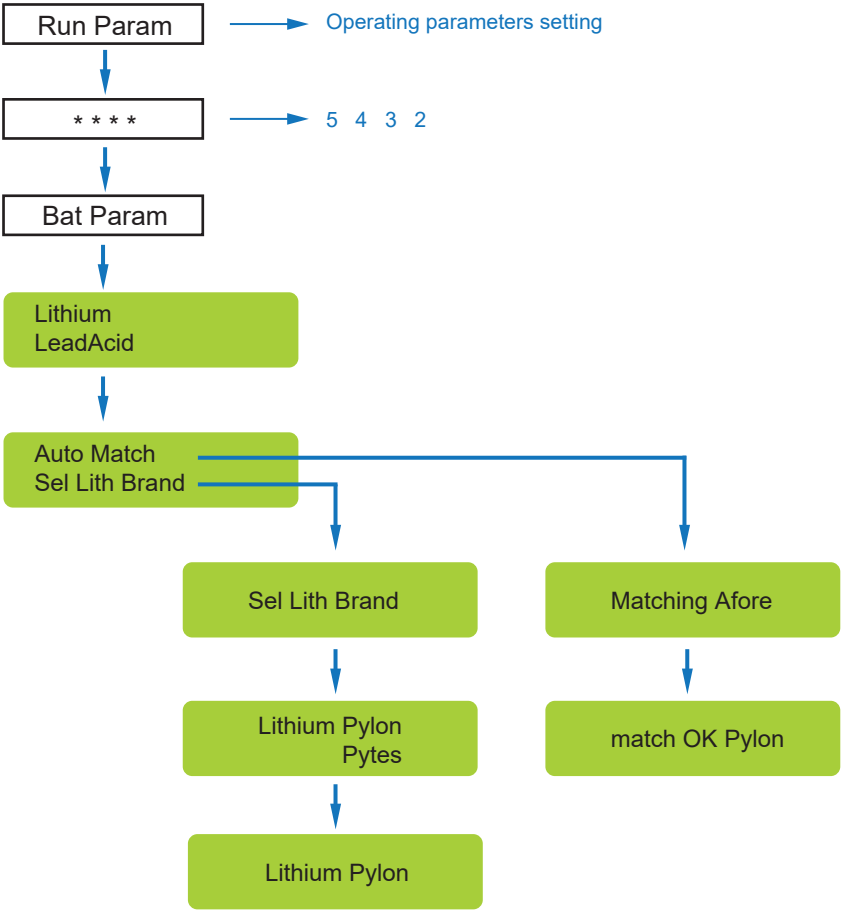 Run Param
Operating parameters setting
* * * *
5 4 3 2
Bat Param
Lithium
LeadAcid
Auto Match
Sel Lith Brand
Sel Lith Brand
Matching Afore
Lithium Pylon
Pytes
match OK Pylon
Lithium Pylon